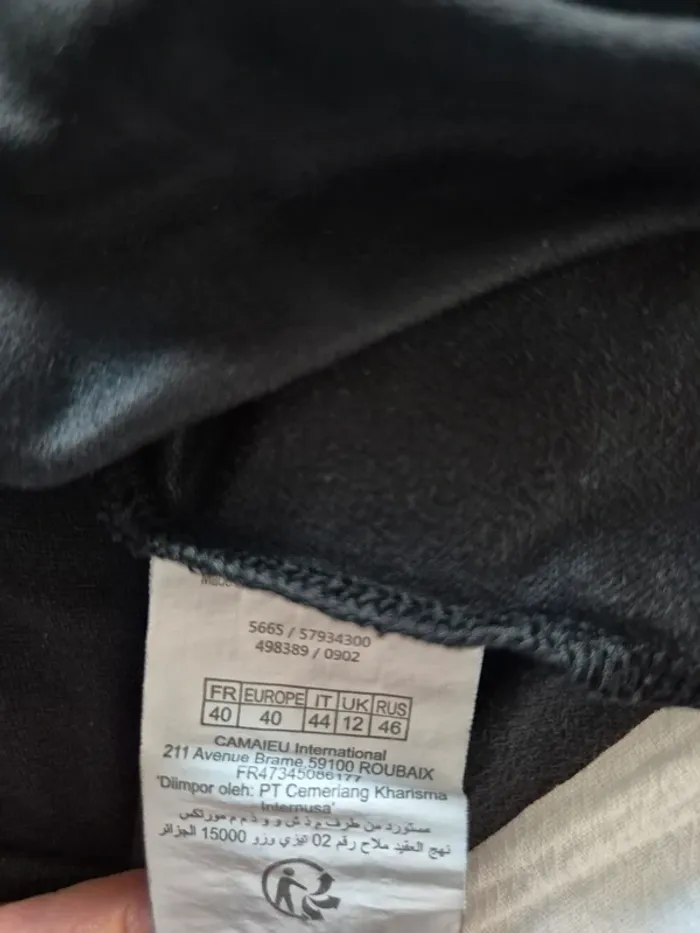 5665 / 57934300
498389 / 0902
FR EUROPE IT UK RUS
40 40 44 12 46
CAMAIEU International
211 Avenue Brame 59100 ROUBAIX
FR47345086177
'Diimpor oleh: PT Cemerlang Kharisma
Internusa'
مستورد من طرف م ذ ش و و ذ م م مورتكس
نهج العقيد ملاح رقم 02 تيزي وزو 15000 الجزائر